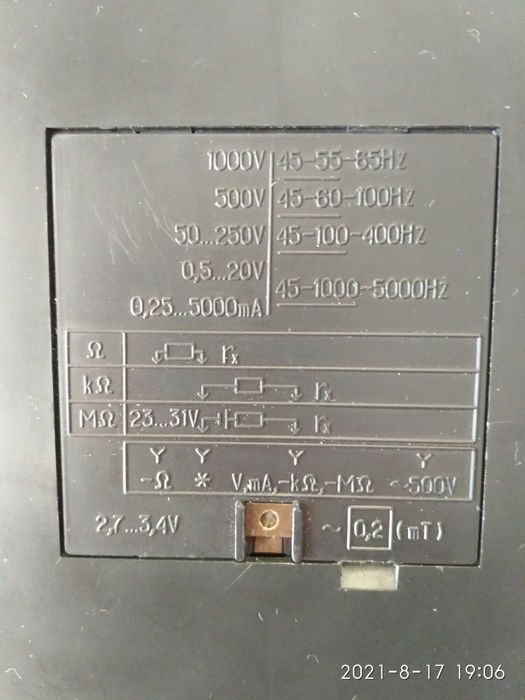 1000V 45-55-65Hz
500V 45-60-100Hz
50...250V 45-100-400Hz
0,5...20V
0,25...5000mA 45-1000-5000Hz
Ω rx
kΩ rx
MΩ 23...31V rx
-Ω * V,mA,-kΩ,-MΩ ~500V
2,7...3,4V ~ 0,2 (mT)
2021-8-17 19:06